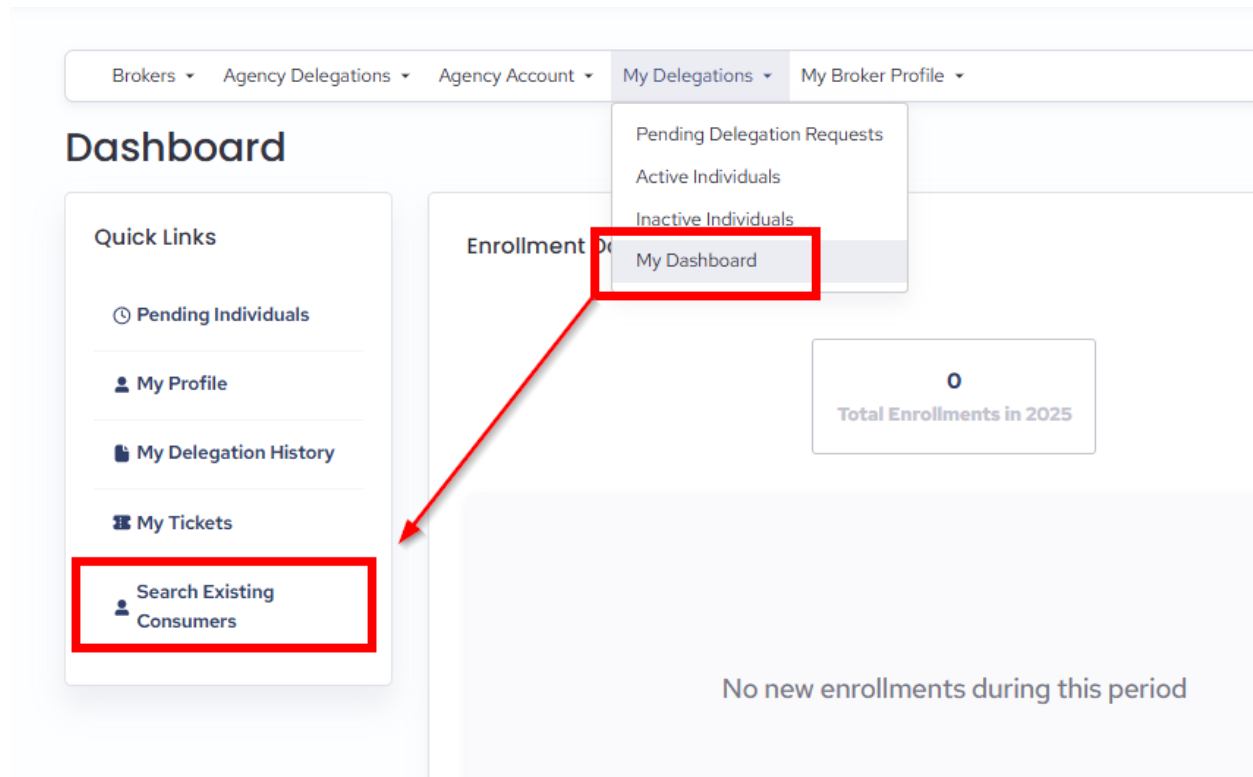 Brokers Agency Delegations Agency Account My Delegations My Broker Profile
Dashboard
Pending Delegation Requests
Active Individuals
Inactive Individuals
My Dashboard
Quick Links
Pending Individuals
My Profile
My Delegation History
My Tickets
Search Existing
Consumers
Enrollment
0
Total Enrollments in 2025
No new enrollments during this period